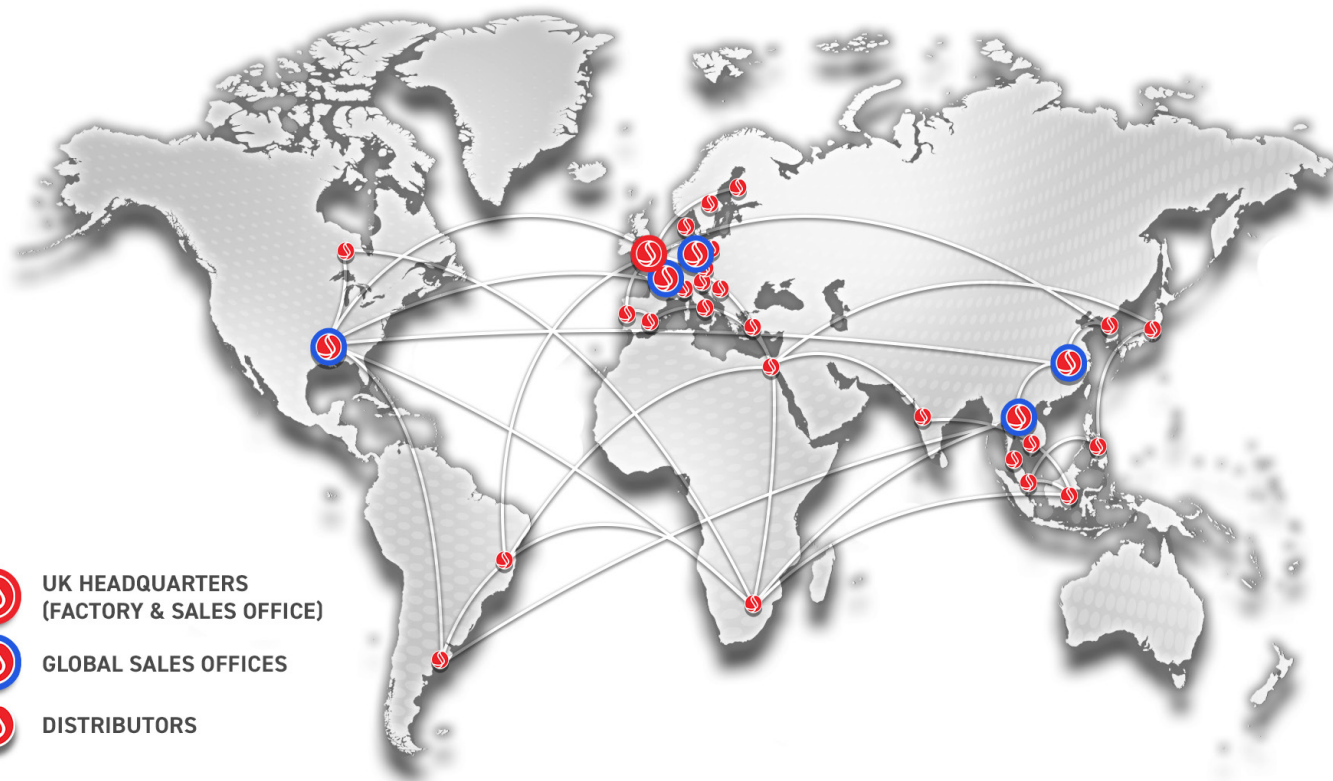 UK HEADQUARTERS
(FACTORY & SALES OFFICE)
GLOBAL SALES OFFICES
DISTRIBUTORS